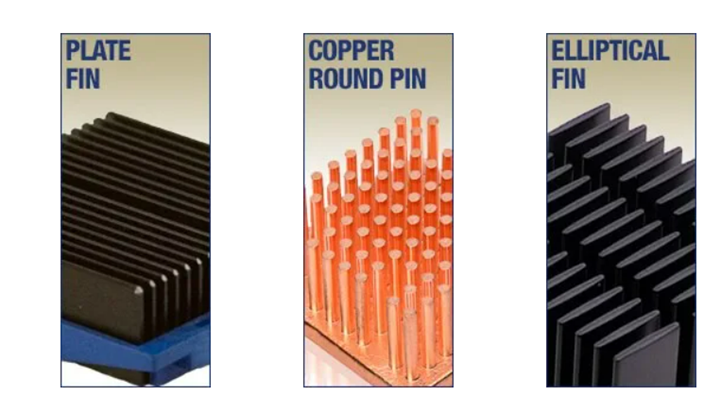 PLATE
FIN
COPPER
ROUND PIN
ELLIPTICAL
FIN